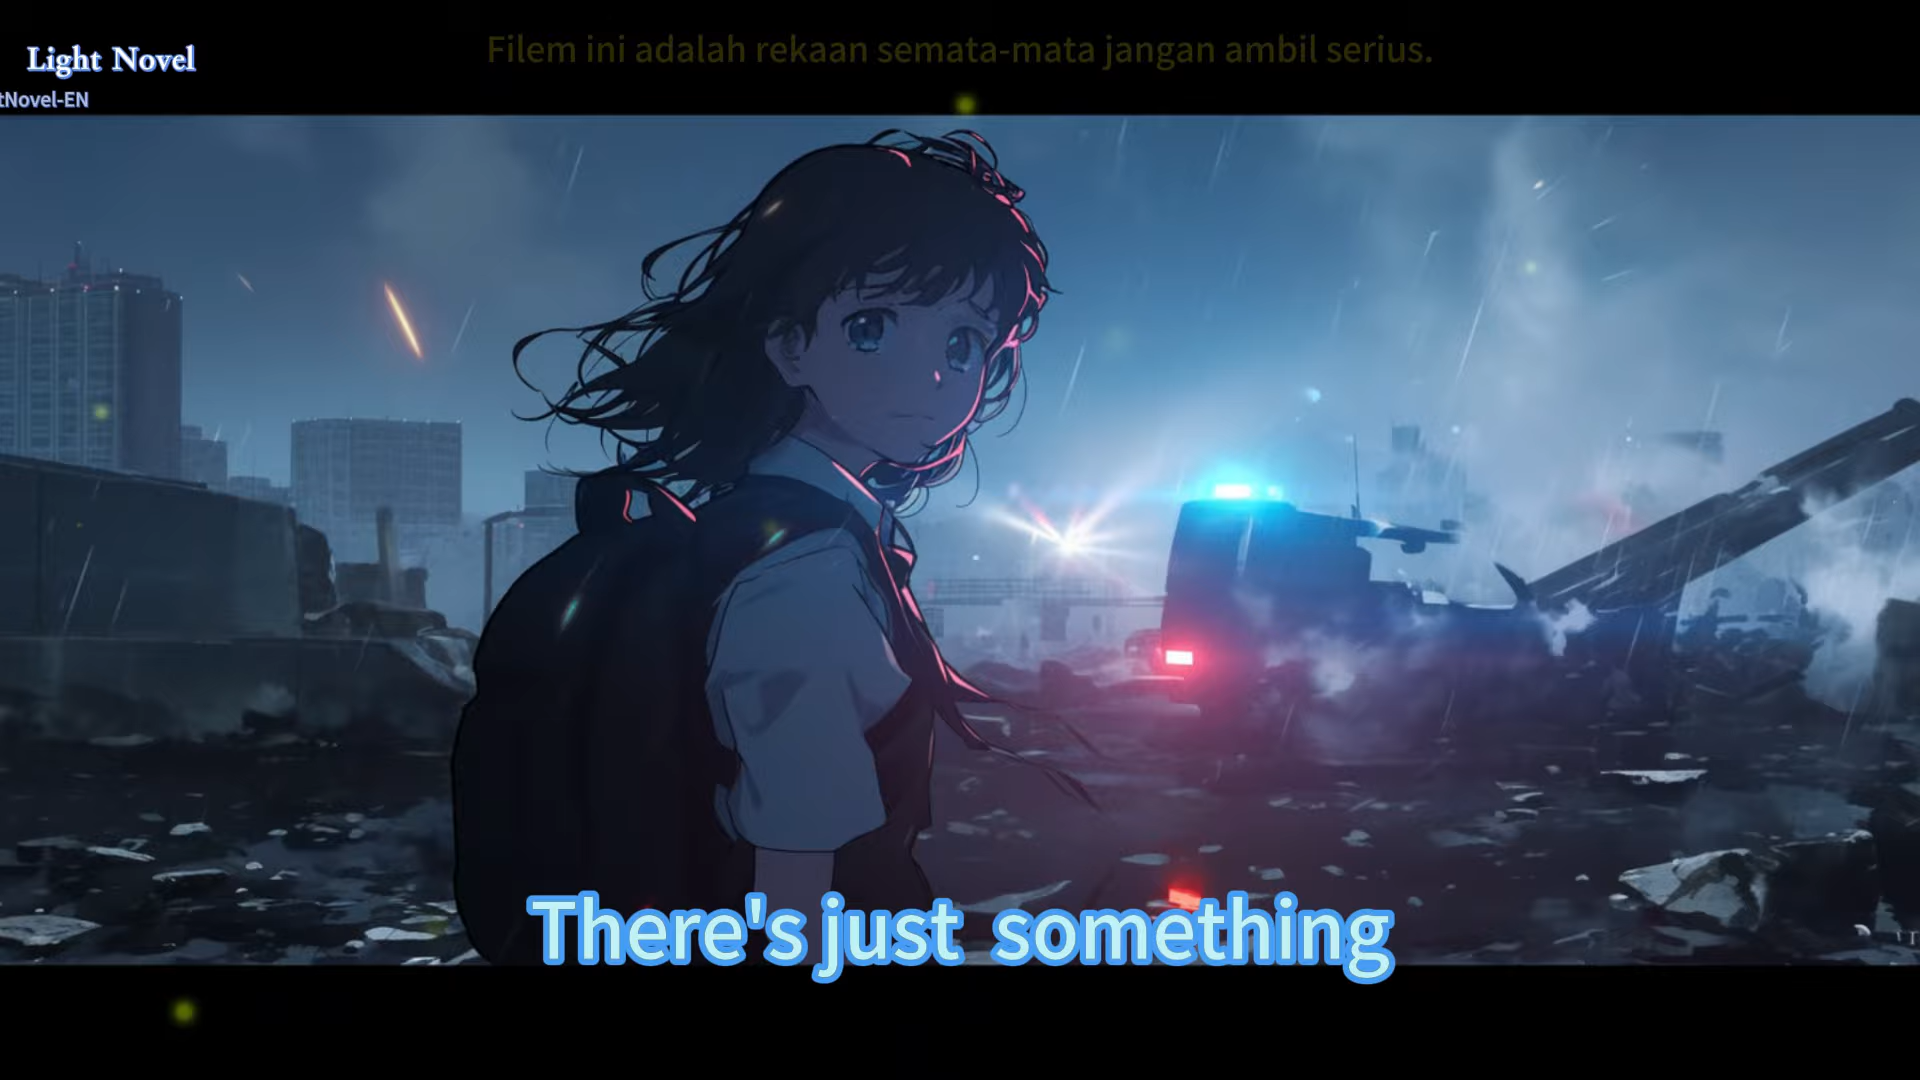 Filem ini adalah rekaan semata-mata jangan ambil serius.
Light Novel
tNovel-EN
There's just something